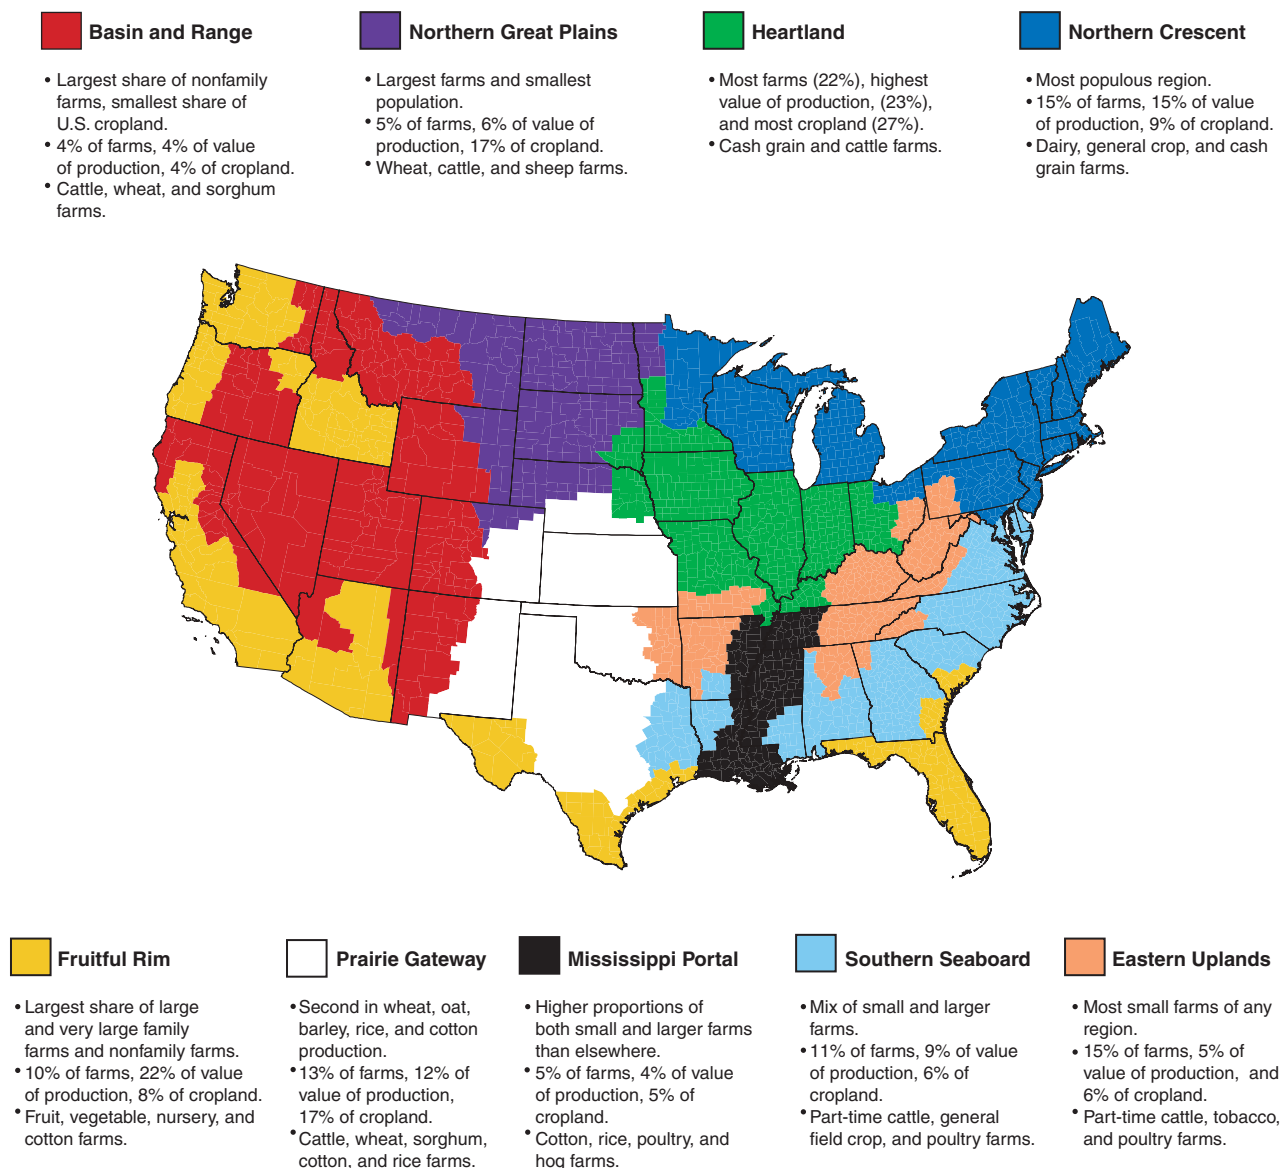 Basin and Range
• Largest share of nonfamily
farms, smallest share of
U.S. cropland.
• 4% of farms, 4% of value
of production, 4% of cropland.
• Cattle, wheat, and sorghum
farms.
Northern Great Plains
• Largest farms and smallest
population.
• 5% of farms, 6% of value of
production, 17% of cropland.
• Wheat, cattle, and sheep farms.
Heartland
• Most farms (22%), highest
value of production, (23%),
and most cropland (27%).
• Cash grain and cattle farms.
Northern Crescent
• Most populous region.
• 15% of farms, 15% of value
of production, 9% of cropland.
• Dairy, general crop, and cash
grain farms.
Fruitful Rim
• Largest share of large
and very large family
farms and nonfamily farms.
• 10% of farms, 22% of value
of production, 8% of cropland.
• Fruit, vegetable, nursery, and
cotton farms.
Prairie Gateway
• Second in wheat, oat,
barley, rice, and cotton
production.
• 13% of farms, 12% of
value of production,
17% of cropland.
• Cattle, wheat, sorghum,
cotton, and rice farms.
Mississippi Portal
• Higher proportions of
both small and larger farms
than elsewhere.
• 5% of farms, 4% of value
of production, 5% of
cropland.
• Cotton, rice, poultry, and
hog farms.
Southern Seaboard
• Mix of small and larger
farms.
• 11% of farms, 9% of value
of production, 6% of
cropland.
• Part-time cattle, general
field crop, and poultry farms.
Eastern Uplands
• Most small farms of any
region.
• 15% of farms, 5% of
value of production, and
6% of cropland.
• Part-time cattle, tobacco,
and poultry farms.